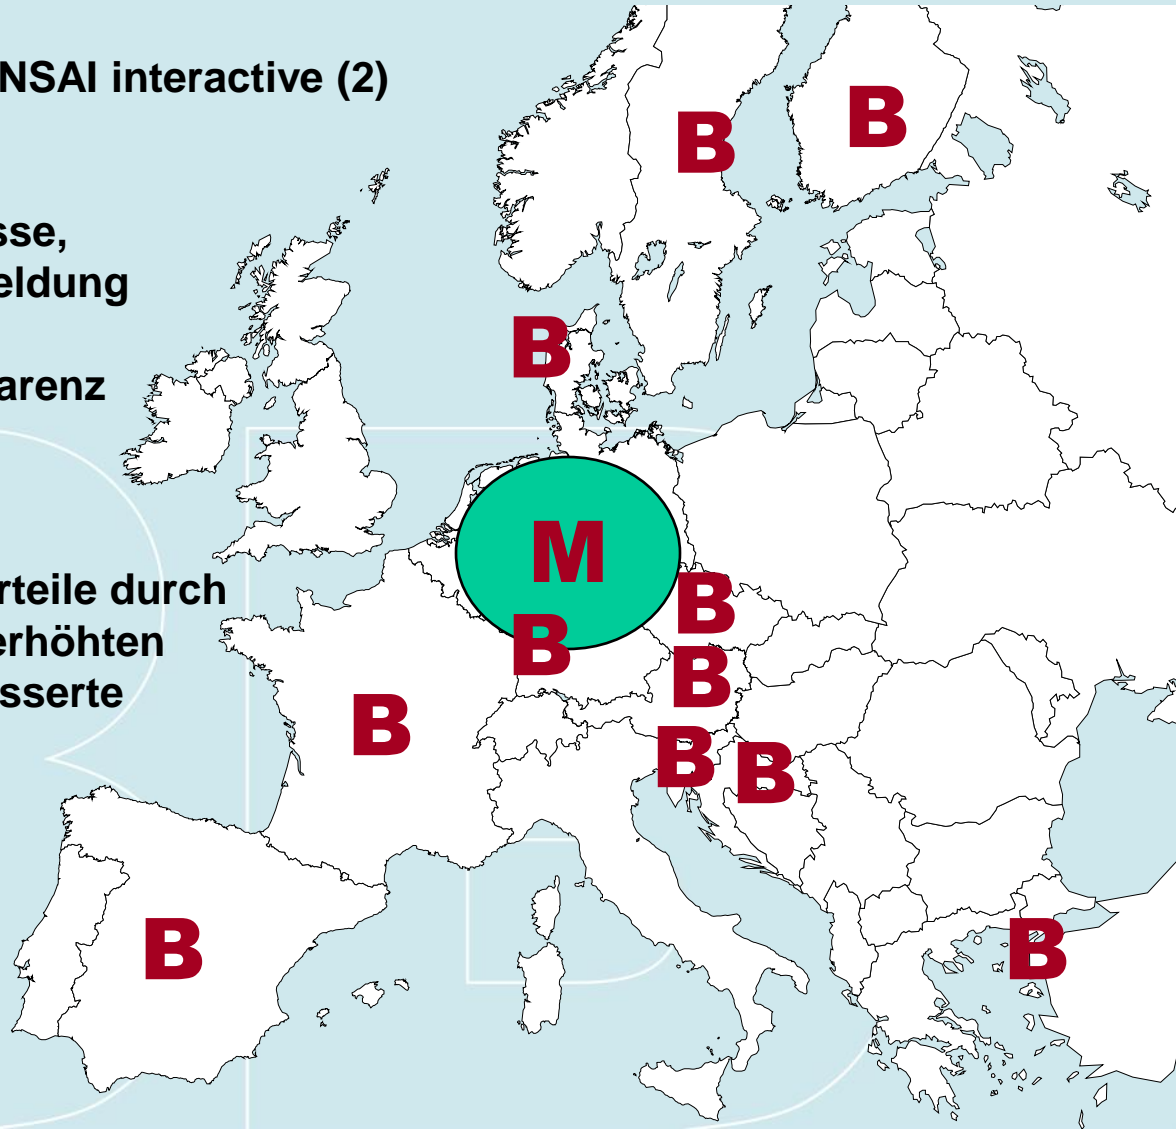 NSAI interactive (2)
sse,
eldung
arenz
rteile durch
erhöhten
sserte
B
B
B
M
B
B
B
B
B
B
B
B